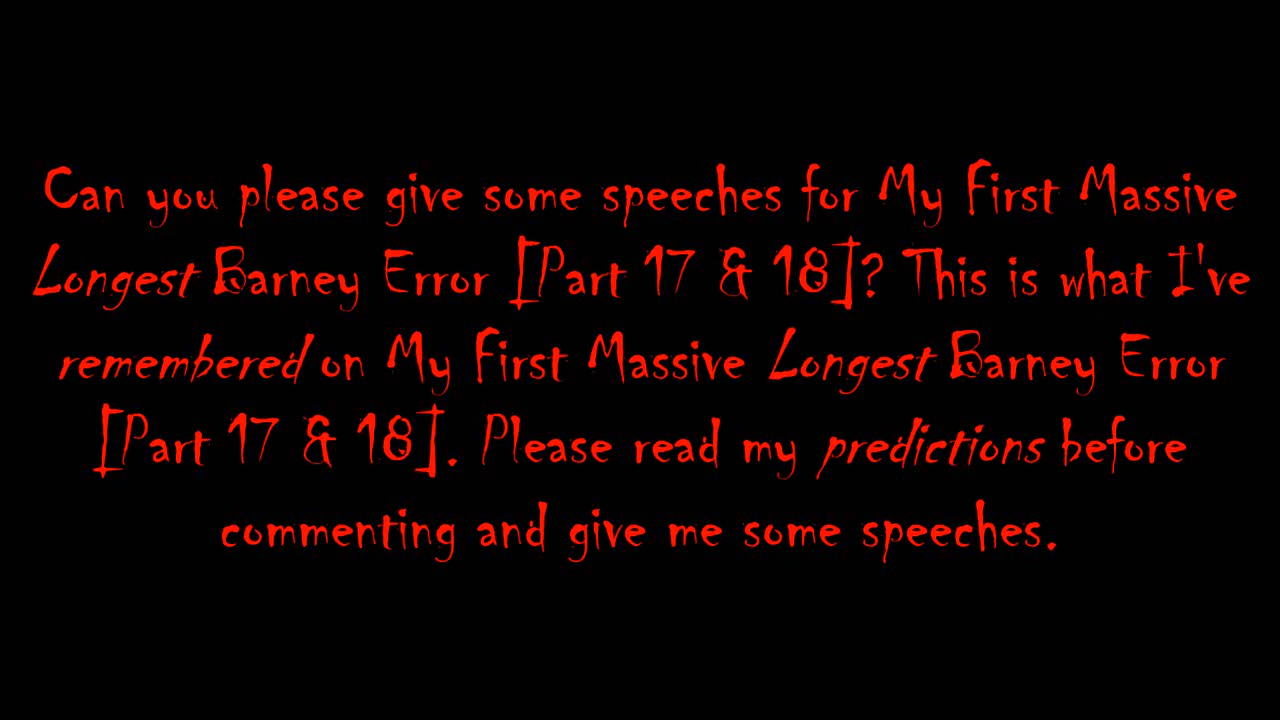 Can you please give some speeches for My First Massive
Longest Barney Error [Part 17 & 18]? This is what I've
remembered on My First Massive Longest Barney Error
[Part 17 & 18]. Please read my predictions before
commenting and give me some speeches.